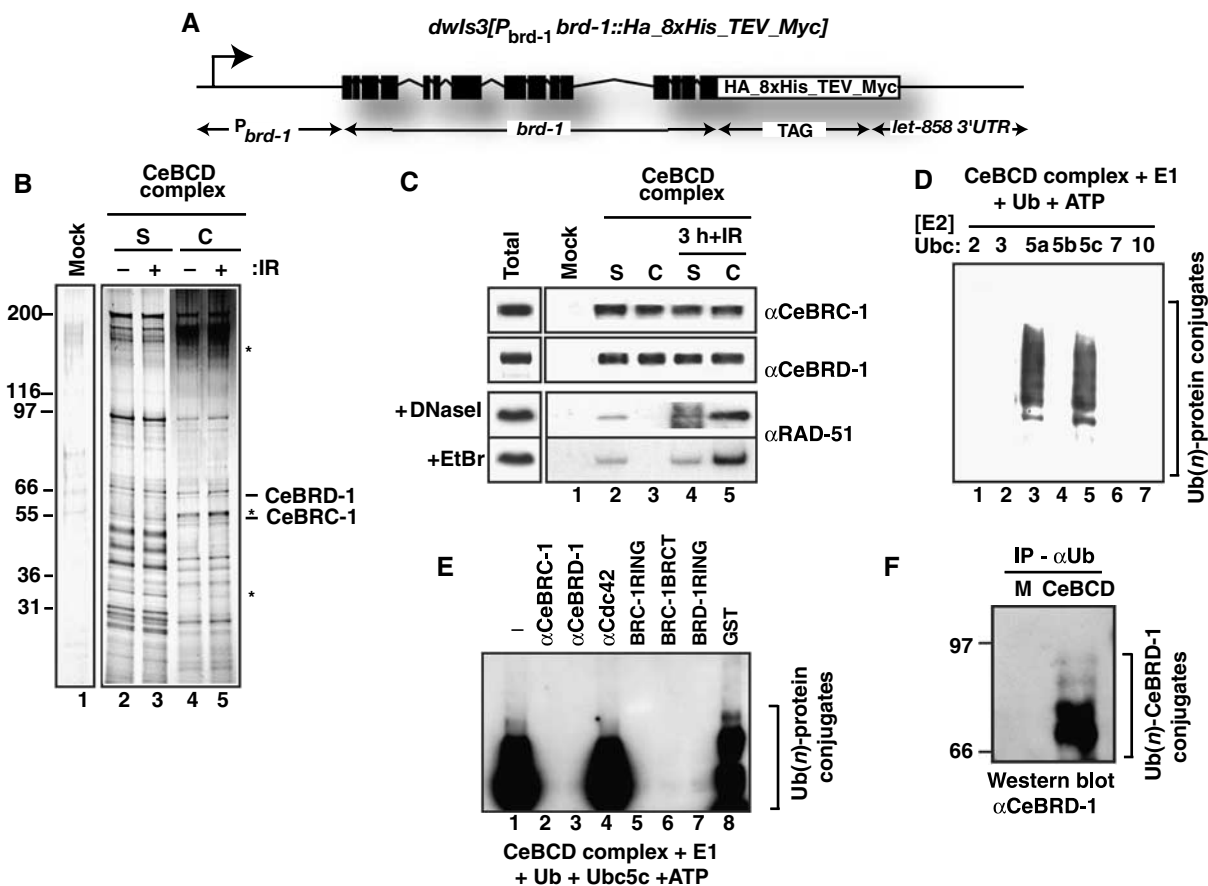 A
dwIs3[Pbrd-1 brd-1::Ha_8xHis_TEV_Myc]
HA_8xHis_TEV_Myc
Pbrd-1
brd-1
TAG
let-858 3'UTR
B
CeBCD
complex
Mock
S C
– + – + :IR
200
116
97
66
55
36
31
*
CeBRD-1
*
CeBRC-1
*
1 2 3 4 5
C
CeBCD
complex
3 h+IR
Total Mock S C S C
αCeBRC-1
αCeBRD-1
+DNaseI
αRAD-51
+EtBr
1 2 3 4 5
D
CeBCD complex + E1
+ Ub + ATP
[E2]
Ubc: 2 3 5a 5b 5c 7 10
Ub(n)-protein conjugates
1 2 3 4 5 6 7
E
– αCeBRC-1 αCeBRD-1 αCdc42 BRC-1RING BRC-1BRCT BRD-1RING GST
Ub(n)-protein
conjugates
1 2 3 4 5 6 7 8
CeBCD complex + E1
+ Ub + Ubc5c +ATP
F
IP - αUb
M CeBCD
97
66
Ub(n)-CeBRD-1
conjugates
Western blot
αCeBRD-1